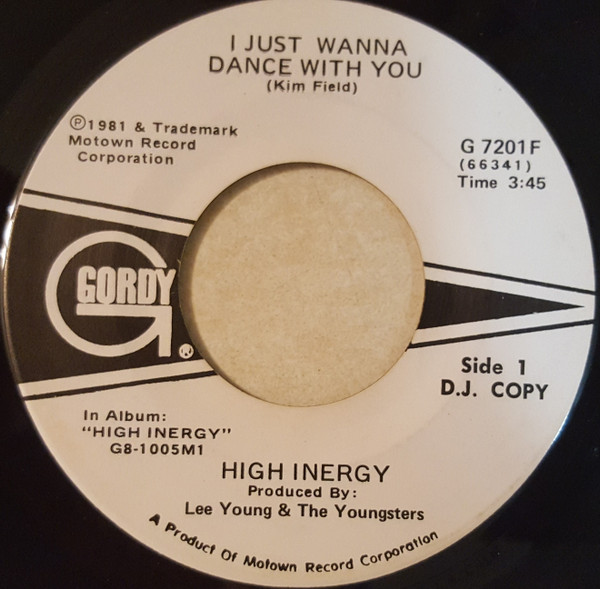 I JUST WANNA
DANCE WITH YOU
(Kim Field)
℗1981 & Trademark
Motown Record
Corporation
G 7201F
(66341)
Time 3:45
GORDY
G®
Side 1
D.J. COPY
In Album:
"HIGH INERGY"
G8-1005M1
HIGH INERGY
Produced By:
Lee Young & The Youngsters
A Product Of Motown Record Corporation